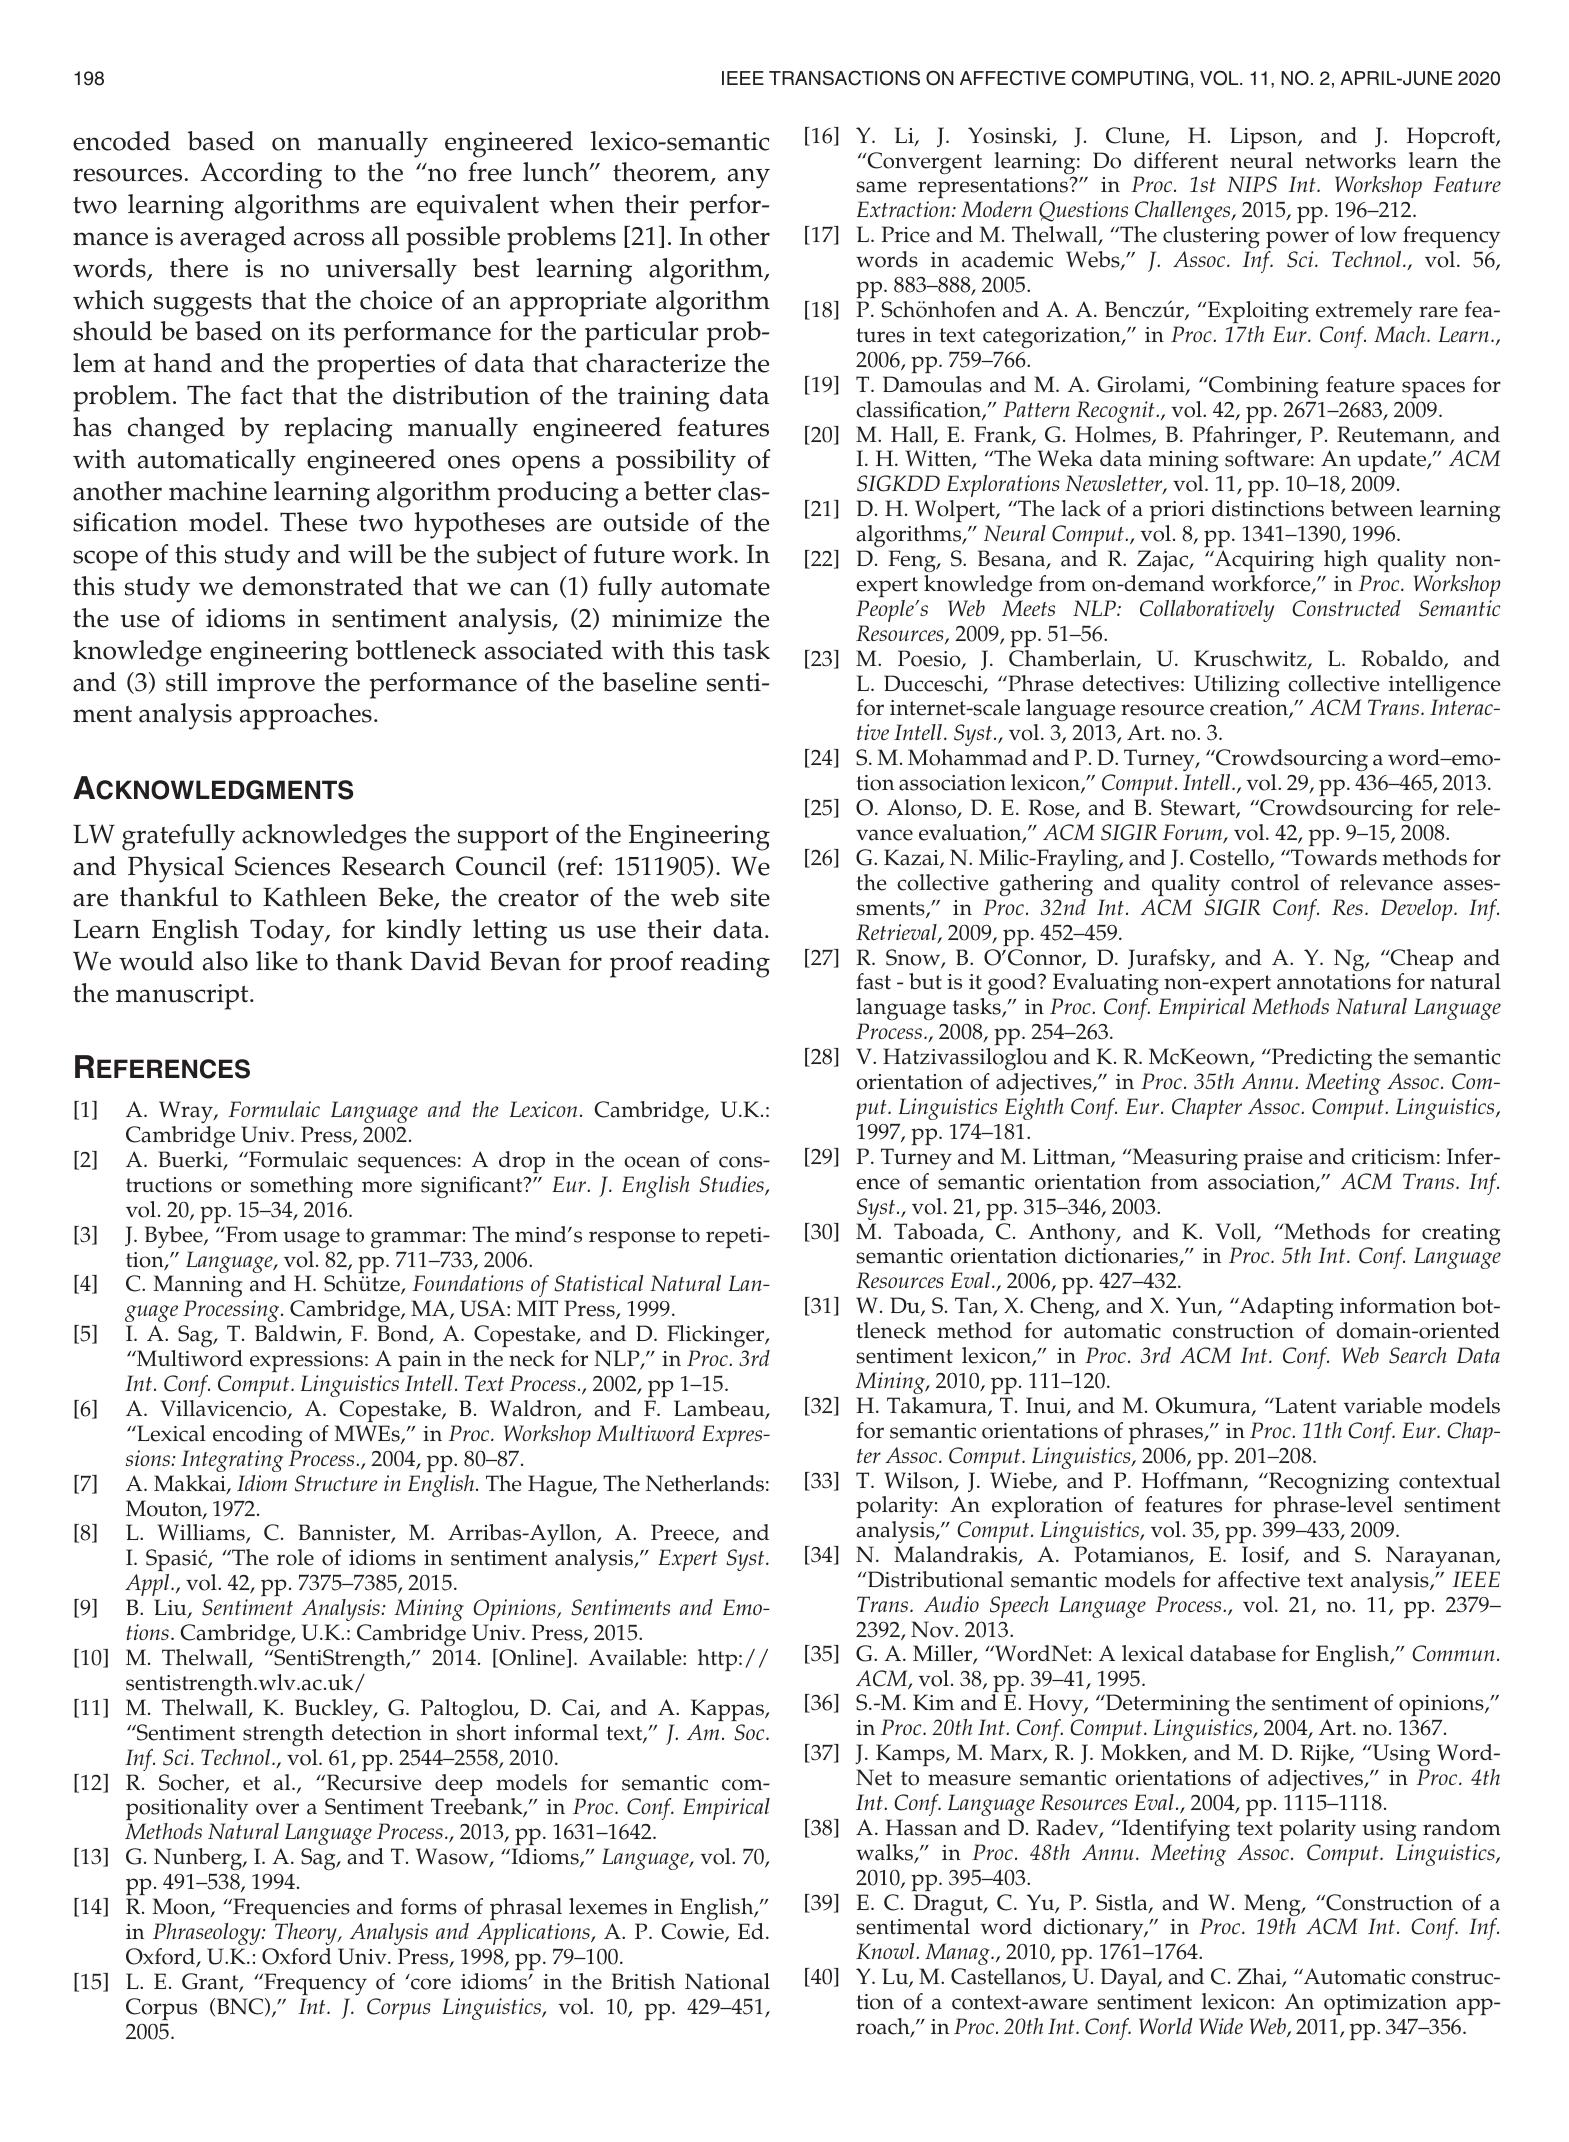 198
IEEE TRANSACTIONS ON AFFECTIVE COMPUTING, VOL. 11, NO. 2, APRIL-JUNE 2020
encoded based on manually engineered lexico-semantic
resources. According to the “no free lunch” theorem, any
two learning algorithms are equivalent when their perfor-
mance is averaged across all possible problems [21]. In other
words, there is no universally best learning algorithm,
which suggests that the choice of an appropriate algorithm
should be based on its performance for the particular prob-
lem at hand and the properties of data that characterize the
problem. The fact that the distribution of the training data
has changed by replacing manually engineered features
with automatically engineered ones opens a possibility of
another machine learning algorithm producing a better clas-
sification model. These two hypotheses are outside of the
scope of this study and will be the subject of future work. In
this study we demonstrated that we can (1) fully automate
the use of idioms in sentiment analysis, (2) minimize the
knowledge engineering bottleneck associated with this task
and (3) still improve the performance of the baseline senti-
ment analysis approaches.
ACKNOWLEDGMENTS
LW gratefully acknowledges the support of the Engineering
and Physical Sciences Research Council (ref: 1511905). We
are thankful to Kathleen Beke, the creator of the web site
Learn English Today, for kindly letting us use their data.
We would also like to thank David Bevan for proof reading
the manuscript.
REFERENCES
[1] A. Wray, Formulaic Language and the Lexicon. Cambridge, U.K.:
Cambridge Univ. Press, 2002.
[2] A. Buerki, “Formulaic sequences: A drop in the ocean of cons-
tructions or something more significant?” Eur. J. English Studies,
vol. 20, pp. 15–34, 2016.
[3] J. Bybee, “From usage to grammar: The mind’s response to repeti-
tion,” Language, vol. 82, pp. 711–733, 2006.
[4] C. Manning and H. Schütze, Foundations of Statistical Natural Lan-
guage Processing. Cambridge, MA, USA: MIT Press, 1999.
[5] I. A. Sag, T. Baldwin, F. Bond, A. Copestake, and D. Flickinger,
“Multiword expressions: A pain in the neck for NLP,” in Proc. 3rd
Int. Conf. Comput. Linguistics Intell. Text Process., 2002, pp 1–15.
[6] A. Villavicencio, A. Copestake, B. Waldron, and F. Lambeau,
“Lexical encoding of MWEs,” in Proc. Workshop Multiword Expres-
sions: Integrating Process., 2004, pp. 80–87.
[7] A. Makkai, Idiom Structure in English. The Hague, The Netherlands:
Mouton, 1972.
[8] L. Williams, C. Bannister, M. Arribas-Ayllon, A. Preece, and
I. Spasić, “The role of idioms in sentiment analysis,” Expert Syst.
Appl., vol. 42, pp. 7375–7385, 2015.
[9] B. Liu, Sentiment Analysis: Mining Opinions, Sentiments and Emo-
tions. Cambridge, U.K.: Cambridge Univ. Press, 2015.
[10] M. Thelwall, “SentiStrength,” 2014. [Online]. Available: http://
sentistrength.wlv.ac.uk/
[11] M. Thelwall, K. Buckley, G. Paltoglou, D. Cai, and A. Kappas,
“Sentiment strength detection in short informal text,” J. Am. Soc.
Inf. Sci. Technol., vol. 61, pp. 2544–2558, 2010.
[12] R. Socher, et al., “Recursive deep models for semantic com-
positionality over a Sentiment Treebank,” in Proc. Conf. Empirical
Methods Natural Language Process., 2013, pp. 1631–1642.
[13] G. Nunberg, I. A. Sag, and T. Wasow, “Idioms,” Language, vol. 70,
pp. 491–538, 1994.
[14] R. Moon, “Frequencies and forms of phrasal lexemes in English,”
in Phraseology: Theory, Analysis and Applications, A. P. Cowie, Ed.
Oxford, U.K.: Oxford Univ. Press, 1998, pp. 79–100.
[15] L. E. Grant, “Frequency of ‘core idioms’ in the British National
Corpus (BNC),” Int. J. Corpus Linguistics, vol. 10, pp. 429–451,
2005.
[16] Y. Li, J. Yosinski, J. Clune, H. Lipson, and J. Hopcroft,
“Convergent learning: Do different neural networks learn the
same representations?” in Proc. 1st NIPS Int. Workshop Feature
Extraction: Modern Questions Challenges, 2015, pp. 196–212.
[17] L. Price and M. Thelwall, “The clustering power of low frequency
words in academic Webs,” J. Assoc. Inf. Sci. Technol., vol. 56,
pp. 883–888, 2005.
[18] P. Schönhofen and A. A. Benczúr, “Exploiting extremely rare fea-
tures in text categorization,” in Proc. 17th Eur. Conf. Mach. Learn.,
2006, pp. 759–766.
[19] T. Damoulas and M. A. Girolami, “Combining feature spaces for
classification,” Pattern Recognit., vol. 42, pp. 2671–2683, 2009.
[20] M. Hall, E. Frank, G. Holmes, B. Pfahringer, P. Reutemann, and
I. H. Witten, “The Weka data mining software: An update,” ACM
SIGKDD Explorations Newsletter, vol. 11, pp. 10–18, 2009.
[21] D. H. Wolpert, “The lack of a priori distinctions between learning
algorithms,” Neural Comput., vol. 8, pp. 1341–1390, 1996.
[22] D. Feng, S. Besana, and R. Zajac, “Acquiring high quality non-
expert knowledge from on-demand workforce,” in Proc. Workshop
People’s Web Meets NLP: Collaboratively Constructed Semantic
Resources, 2009, pp. 51–56.
[23] M. Poesio, J. Chamberlain, U. Kruschwitz, L. Robaldo, and
L. Ducceschi, “Phrase detectives: Utilizing collective intelligence
for internet-scale language resource creation,” ACM Trans. Interac-
tive Intell. Syst., vol. 3, 2013, Art. no. 3.
[24] S. M. Mohammad and P. D. Turney, “Crowdsourcing a word–emo-
tion association lexicon,” Comput. Intell., vol. 29, pp. 436–465, 2013.
[25] O. Alonso, D. E. Rose, and B. Stewart, “Crowdsourcing for rele-
vance evaluation,” ACM SIGIR Forum, vol. 42, pp. 9–15, 2008.
[26] G. Kazai, N. Milic-Frayling, and J. Costello, “Towards methods for
the collective gathering and quality control of relevance asses-
sments,” in Proc. 32nd Int. ACM SIGIR Conf. Res. Develop. Inf.
Retrieval, 2009, pp. 452–459.
[27] R. Snow, B. O’Connor, D. Jurafsky, and A. Y. Ng, “Cheap and
fast - but is it good? Evaluating non-expert annotations for natural
language tasks,” in Proc. Conf. Empirical Methods Natural Language
Process., 2008, pp. 254–263.
[28] V. Hatzivassiloglou and K. R. McKeown, “Predicting the semantic
orientation of adjectives,” in Proc. 35th Annu. Meeting Assoc. Com-
put. Linguistics Eighth Conf. Eur. Chapter Assoc. Comput. Linguistics,
1997, pp. 174–181.
[29] P. Turney and M. Littman, “Measuring praise and criticism: Infer-
ence of semantic orientation from association,” ACM Trans. Inf.
Syst., vol. 21, pp. 315–346, 2003.
[30] M. Taboada, C. Anthony, and K. Voll, “Methods for creating
semantic orientation dictionaries,” in Proc. 5th Int. Conf. Language
Resources Eval., 2006, pp. 427–432.
[31] W. Du, S. Tan, X. Cheng, and X. Yun, “Adapting information bot-
tleneck method for automatic construction of domain-oriented
sentiment lexicon,” in Proc. 3rd ACM Int. Conf. Web Search Data
Mining, 2010, pp. 111–120.
[32] H. Takamura, T. Inui, and M. Okumura, “Latent variable models
for semantic orientations of phrases,” in Proc. 11th Conf. Eur. Chap-
ter Assoc. Comput. Linguistics, 2006, pp. 201–208.
[33] T. Wilson, J. Wiebe, and P. Hoffmann, “Recognizing contextual
polarity: An exploration of features for phrase-level sentiment
analysis,” Comput. Linguistics, vol. 35, pp. 399–433, 2009.
[34] N. Malandrakis, A. Potamianos, E. Iosif, and S. Narayanan,
“Distributional semantic models for affective text analysis,” IEEE
Trans. Audio Speech Language Process., vol. 21, no. 11, pp. 2379–
2392, Nov. 2013.
[35] G. A. Miller, “WordNet: A lexical database for English,” Commun.
ACM, vol. 38, pp. 39–41, 1995.
[36] S.-M. Kim and E. Hovy, “Determining the sentiment of opinions,”
in Proc. 20th Int. Conf. Comput. Linguistics, 2004, Art. no. 1367.
[37] J. Kamps, M. Marx, R. J. Mokken, and M. D. Rijke, “Using Word-
Net to measure semantic orientations of adjectives,” in Proc. 4th
Int. Conf. Language Resources Eval., 2004, pp. 1115–1118.
[38] A. Hassan and D. Radev, “Identifying text polarity using random
walks,” in Proc. 48th Annu. Meeting Assoc. Comput. Linguistics,
2010, pp. 395–403.
[39] E. C. Dragut, C. Yu, P. Sistla, and W. Meng, “Construction of a
sentimental word dictionary,” in Proc. 19th ACM Int. Conf. Inf.
Knowl. Manag., 2010, pp. 1761–1764.
[40] Y. Lu, M. Castellanos, U. Dayal, and C. Zhai, “Automatic construc-
tion of a context-aware sentiment lexicon: An optimization app-
roach,” in Proc. 20th Int. Conf. World Wide Web, 2011, pp. 347–356.